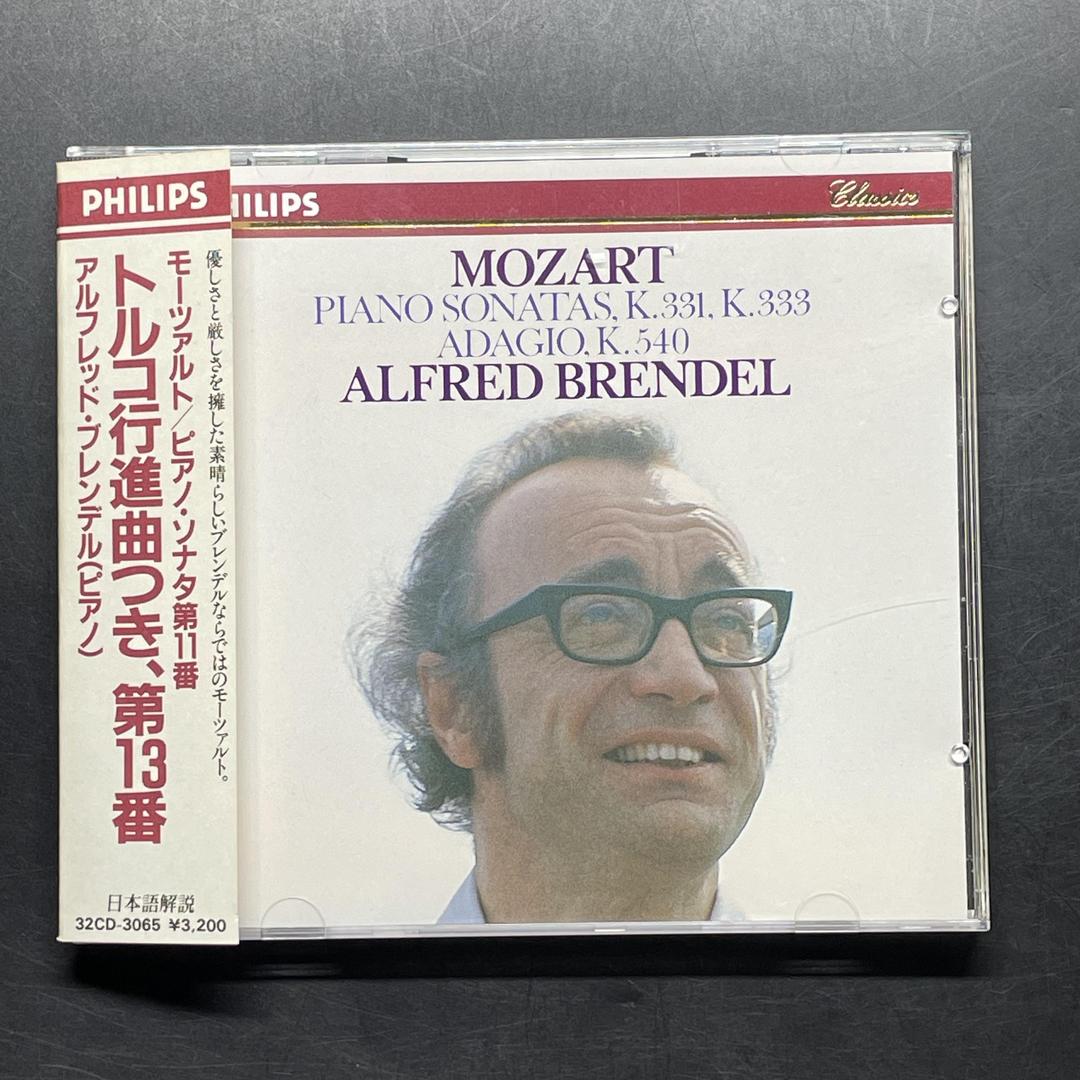 PHILIPS
優しさと厳しさを擁した素晴らしいブレンデルならではのモーツァルト。
モーツァルト/ピアノ・ソナタ第11番
トルコ行進曲つき、第13番
アルフレッド・ブレンデル(ピアノ)
日本語解説
32CD-3065 ¥3,200
HILIPS
Classics
MOZART
PIANO SONATAS, K.331, K.333
ADAGIO, K.540
ALFRED BRENDEL